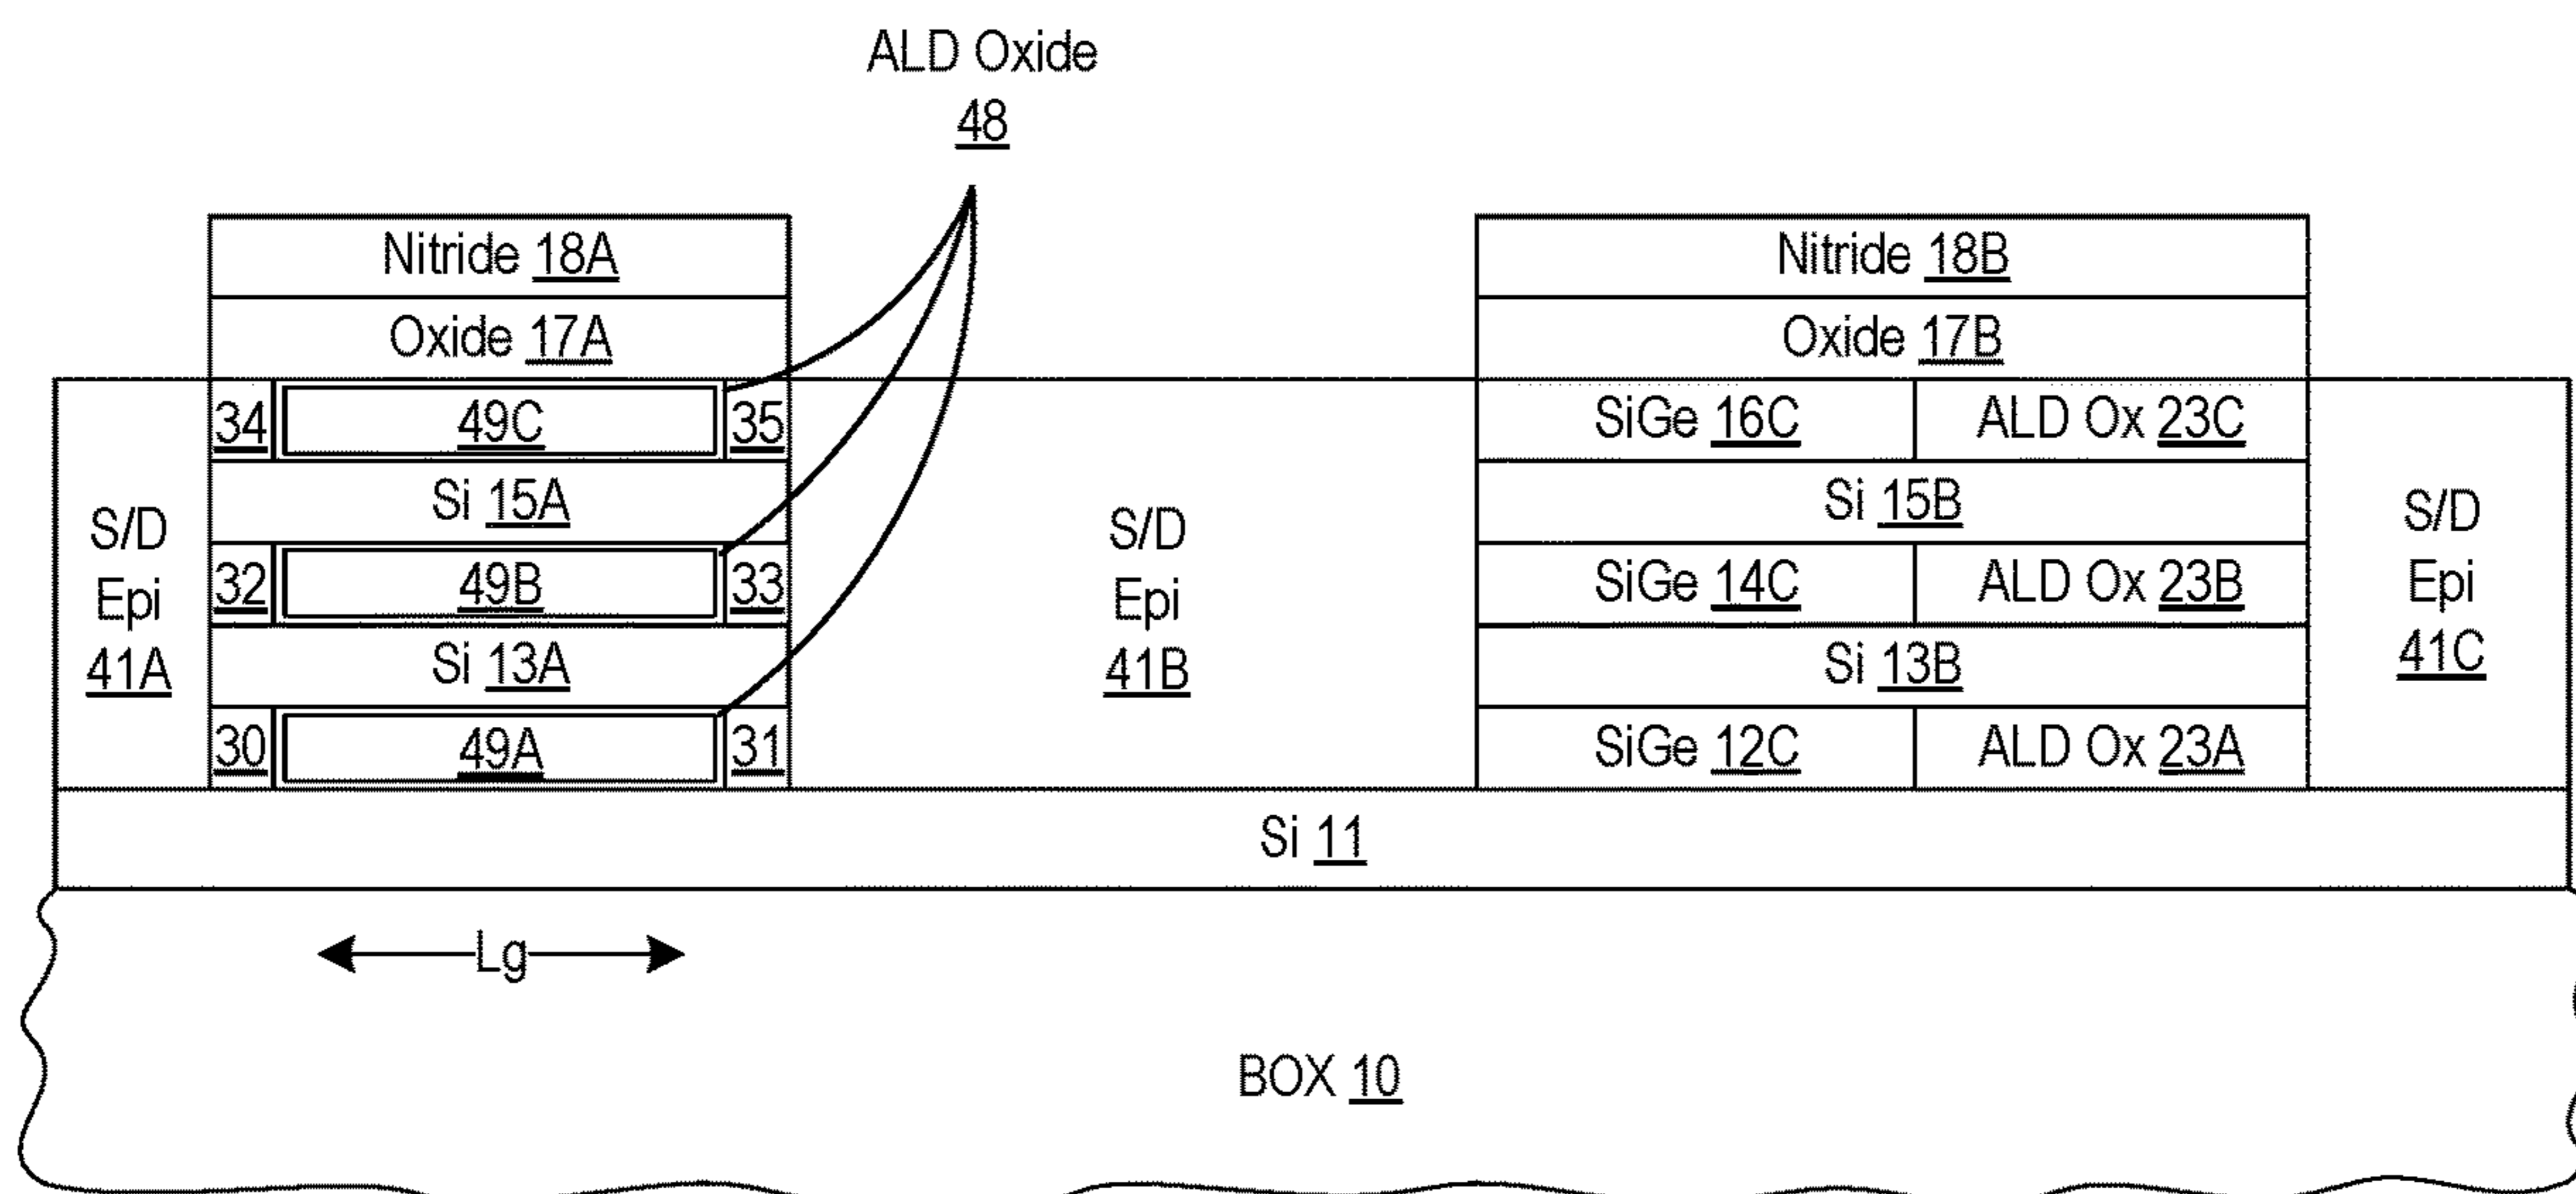 ALD Oxide
48
Nitride 18A
Nitride 18B
Oxide 17A
Oxide 17B
34 49C 35
SiGe 16C ALD Ox 23C
Si 15A
Si 15B
32 49B 33
SiGe 14C ALD Ox 23B
Si 13A
Si 13B
30 49A 31
SiGe 12C ALD Ox 23A
S/D
Epi
41A
S/D
Epi
41B
S/D
Epi
41C
Si 11
Lg
BOX 10